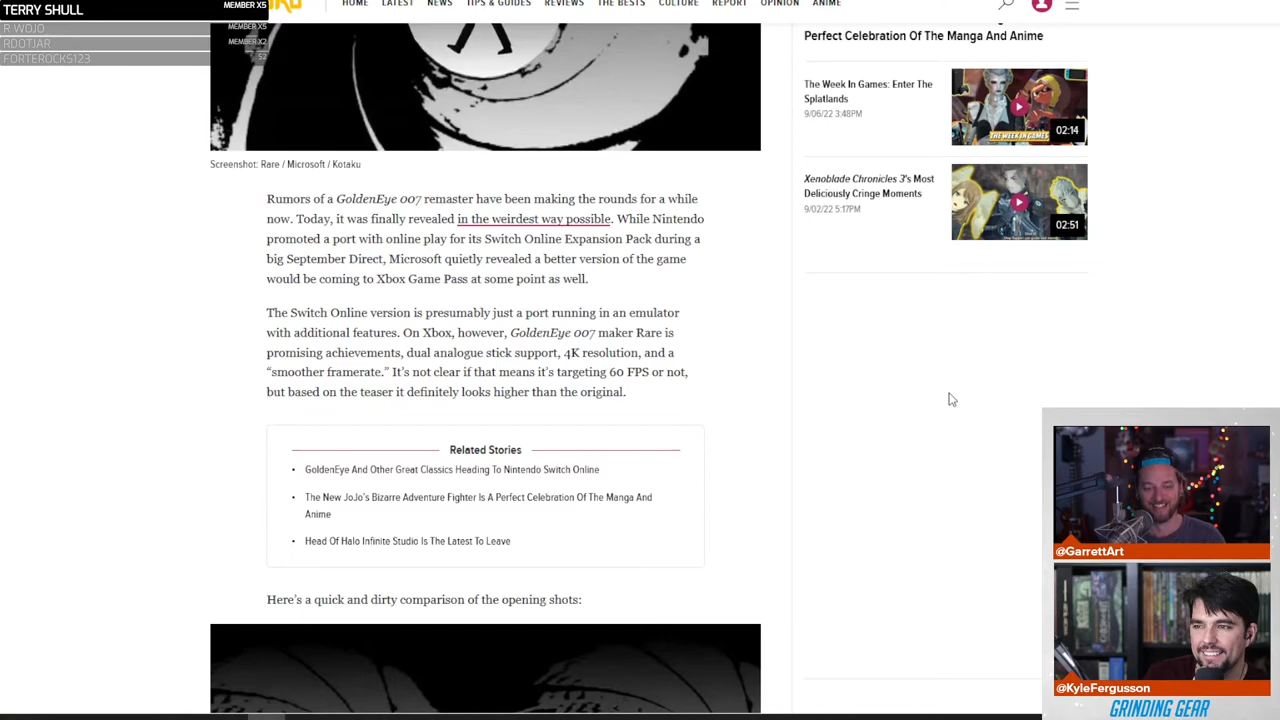 TERRY SHULL
MEMBER X5
R WOJO
MEMBER X5
RDOTJAR
MEMBER X2
FORTEROCKS123
52
HOME LATEST NEWS TIPS & GUIDES REVIEWS THE BESTS CULTURE REPORT OPINION ANIME
Screenshot: Rare / Microsoft / Kotaku
Rumors of a GoldenEye 007 remaster have been making the rounds for a while
now. Today, it was finally revealed in the weirdest way possible. While Nintendo
promoted a port with online play for its Switch Online Expansion Pack during a
big September Direct, Microsoft quietly revealed a better version of the game
would be coming to Xbox Game Pass at some point as well.
The Switch Online version is presumably just a port running in an emulator
with additional features. On Xbox, however, GoldenEye 007 maker Rare is
promising achievements, dual analogue stick support, 4K resolution, and a
“smoother framerate.” It’s not clear if that means it’s targeting 60 FPS or not,
but based on the teaser it definitely looks higher than the original.
Related Stories
• GoldenEye And Other Great Classics Heading To Nintendo Switch Online
• The New JoJo's Bizarre Adventure Fighter Is A Perfect Celebration Of The Manga And
Anime
• Head Of Halo Infinite Studio Is The Latest To Leave
Here’s a quick and dirty comparison of the opening shots:
Perfect Celebration Of The Manga And Anime
The Week In Games: Enter The
Splatlands
9/06/22 3:48PM
THE WEEK IN GAMES
02:14
Xenoblade Chronicles 3's Most
Deliciously Cringe Moments
9/02/22 5:17PM
02:51
@GarrettArt
@KyleFergusson
GRINDING GEAR